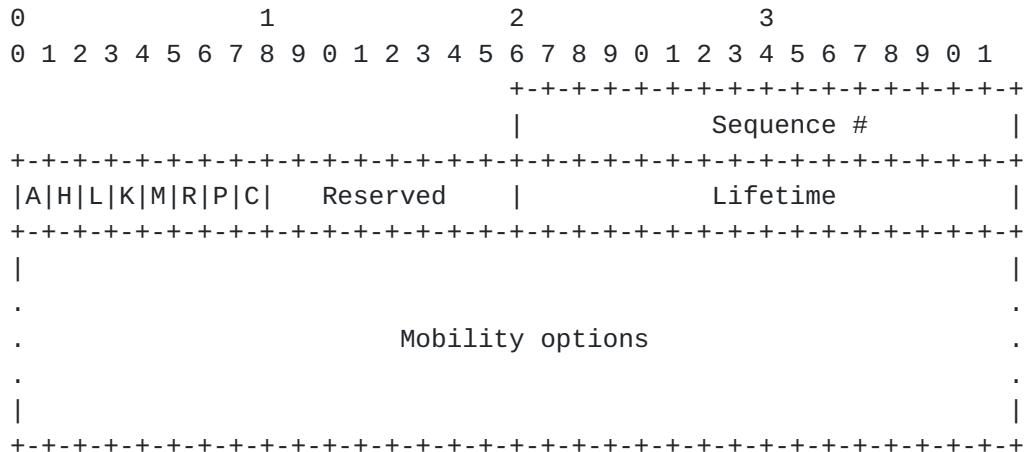 0                   1                   2                   3
0 1 2 3 4 5 6 7 8 9 0 1 2 3 4 5 6 7 8 9 0 1 2 3 4 5 6 7 8 9 0 1
                                +-+-+-+-+-+-+-+-+-+-+-+-+-+-+-+-+
                                |            Sequence #         |
+-+-+-+-+-+-+-+-+-+-+-+-+-+-+-+-+-+-+-+-+-+-+-+-+-+-+-+-+-+-+-+-+
|A|H|L|K|M|R|P|C|   Reserved    |            Lifetime           |
+-+-+-+-+-+-+-+-+-+-+-+-+-+-+-+-+-+-+-+-+-+-+-+-+-+-+-+-+-+-+-+-+
|                                                               |
.                                                               .
.                        Mobility options                       .
.                                                               .
|                                                               |
+-+-+-+-+-+-+-+-+-+-+-+-+-+-+-+-+-+-+-+-+-+-+-+-+-+-+-+-+-+-+-+-+